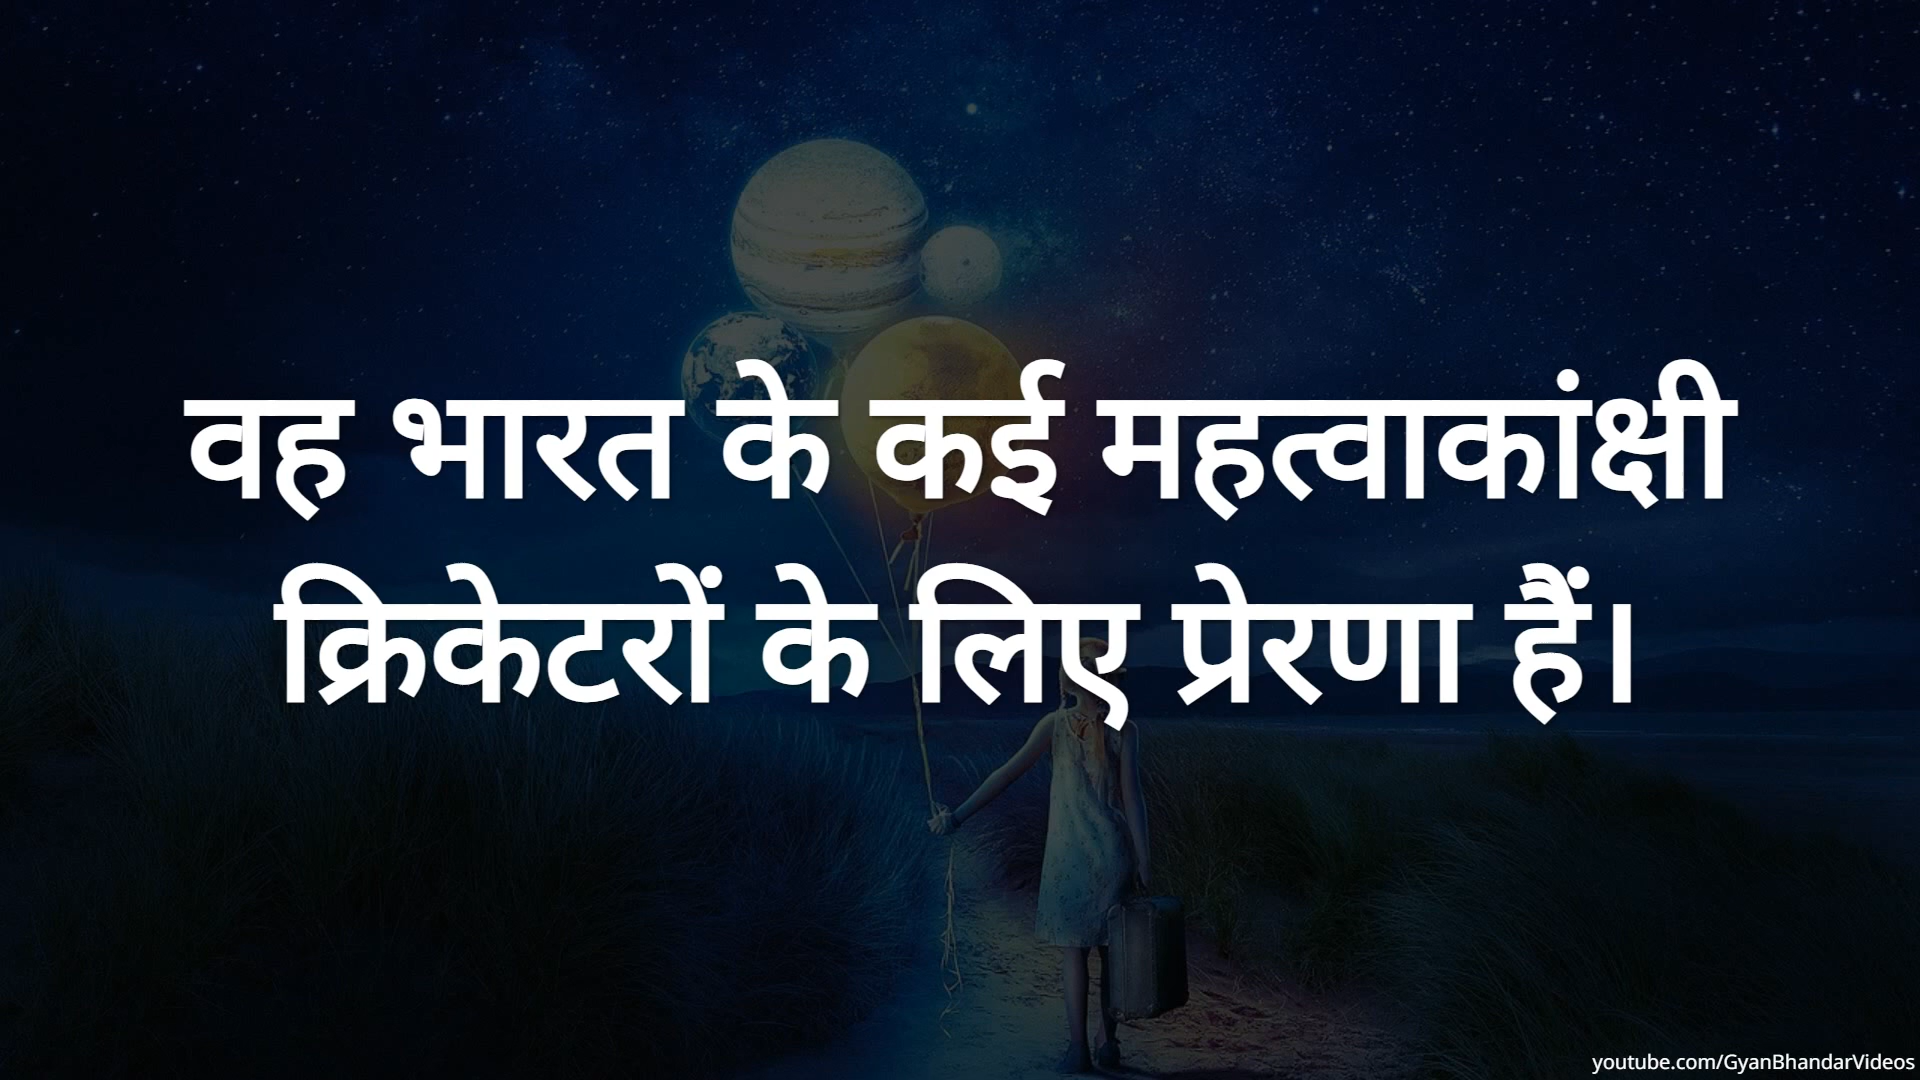 वह भारत के कई महत्वाकांक्षी
क्रिकेटरों के लिए प्रेरणा हैं।
youtube.com/GyanBhandarVideos